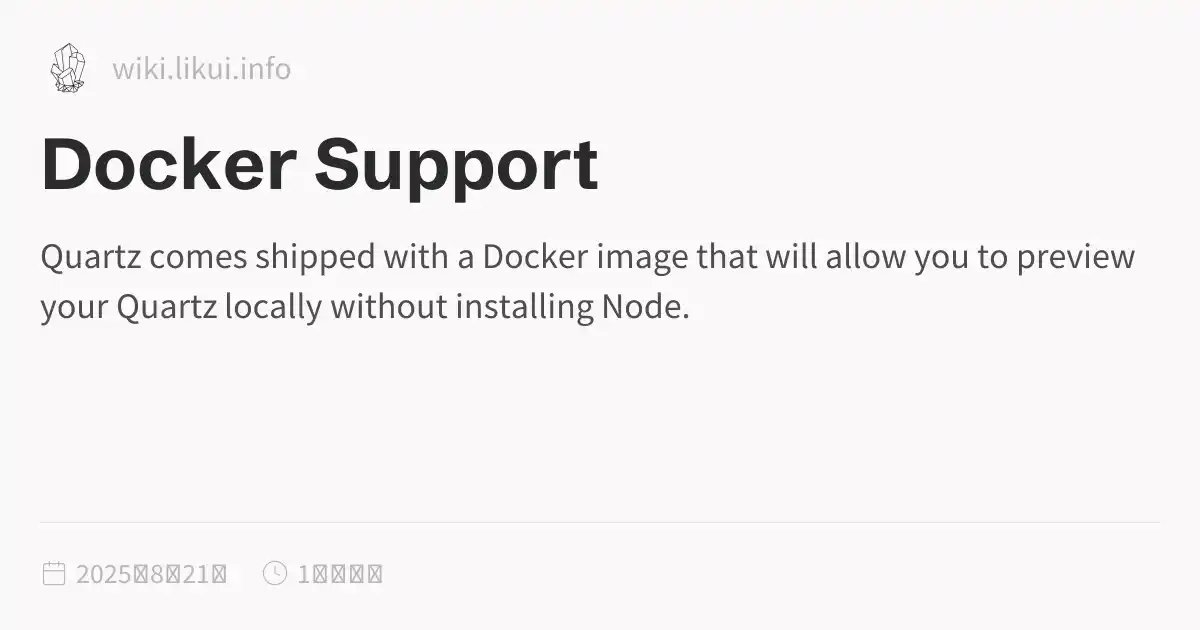 wiki.likui.info
Docker Support
Quartz comes shipped with a Docker image that will allow you to preview
your Quartz locally without installing Node.
2025 8 21
1